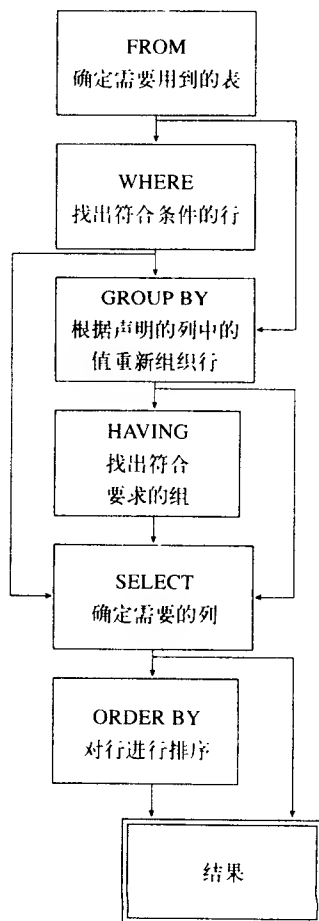 FROM
确定需要用到的表
WHERE
找出符合条件的行
GROUP BY
根据声明的列中的
值重新组织行
HAVING
找出符合
要求的组
SELECT
确定需要的列
ORDER BY
对行进行排序
结果